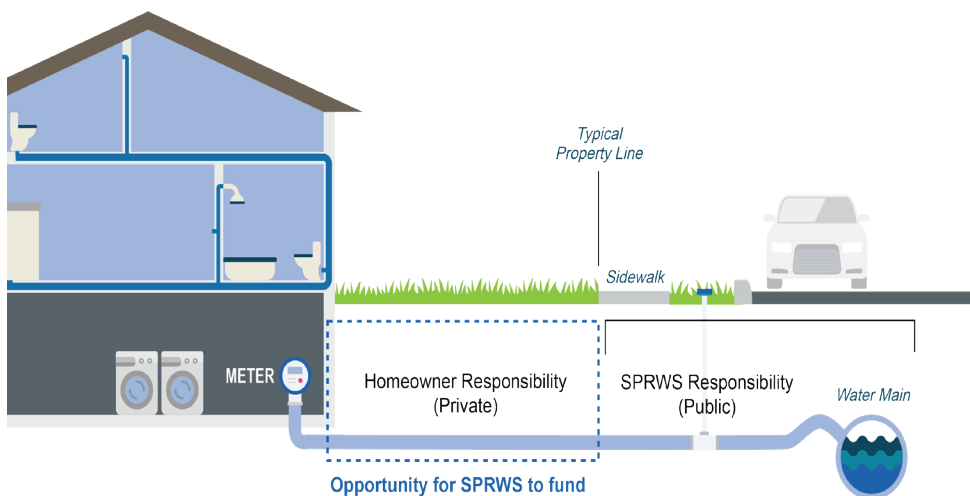 Typical
Property Line
Sidewalk
METER
Homeowner Responsibility
(Private)
SPRWS Responsibility
(Public)
Water Main
Opportunity for SPRWS to fund